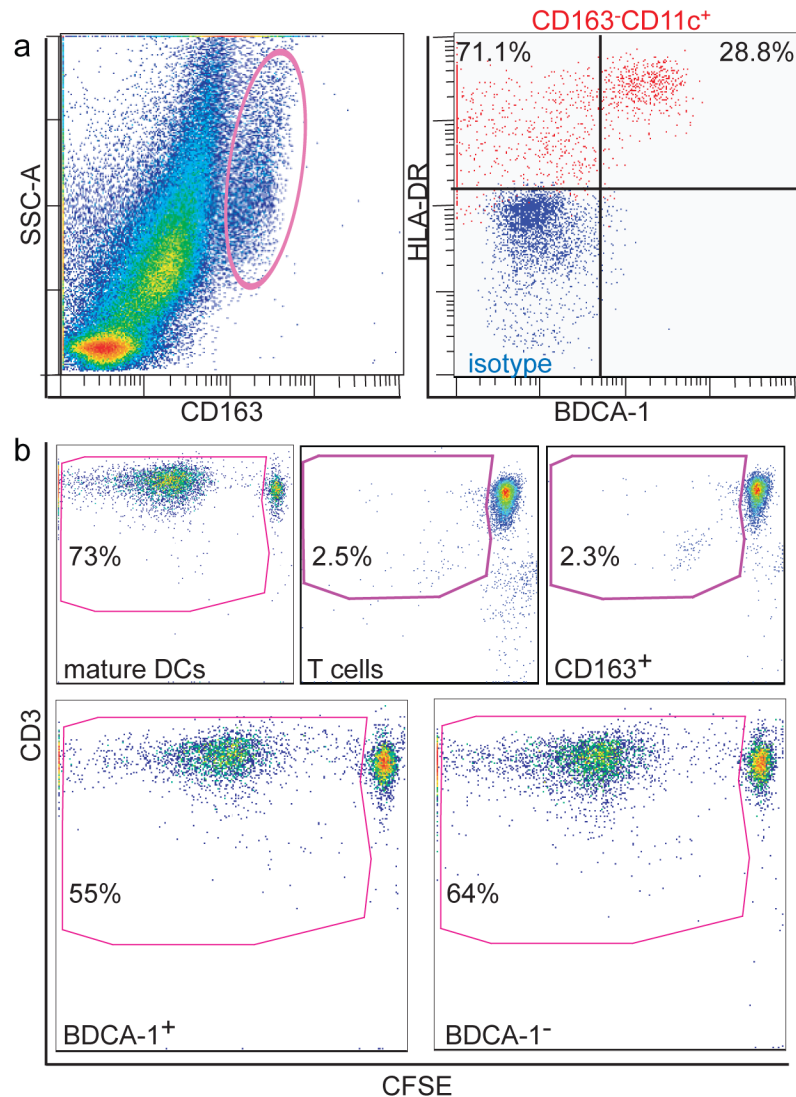 a
CD163⁻CD11c⁺
71.1%
28.8%
SSC-A
HLA-DR
isotype
CD163
BDCA-1
b
73%
2.5%
2.3%
mature DCs
T cells
CD163⁺
CD3
55%
64%
BDCA-1⁺
BDCA-1⁻
CFSE